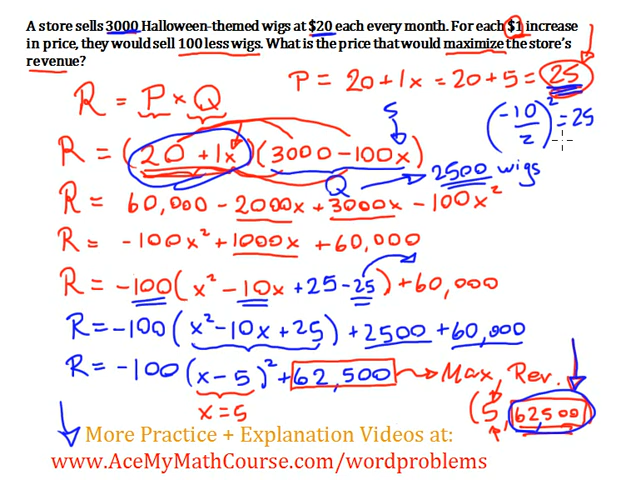 A store sells 3000 Halloween-themed wigs at $20 each every month. For each $1 increase
in price, they would sell 100 less wigs. What is the price that would maximize the store's
revenue?
P = 20 + 1x = 20 + 5 = 25
R = P × Q
(-10/2)² = 25
R = (20 + 1x)(3000 - 100x)
Q → 2500 wigs
R = 60,000 - 2000x + 3000x - 100x²
R = -100x² + 1000x + 60,000
R = -100(x² - 10x + 25 - 25) + 60,000
R = -100(x² - 10x + 25) + 2500 + 60,000
R = -100(x - 5)² + 62,500 → Max. Rev.
x = 5
(5, 62500
More Practice + Explanation Videos at:
www.AceMyMathCourse.com/wordproblems